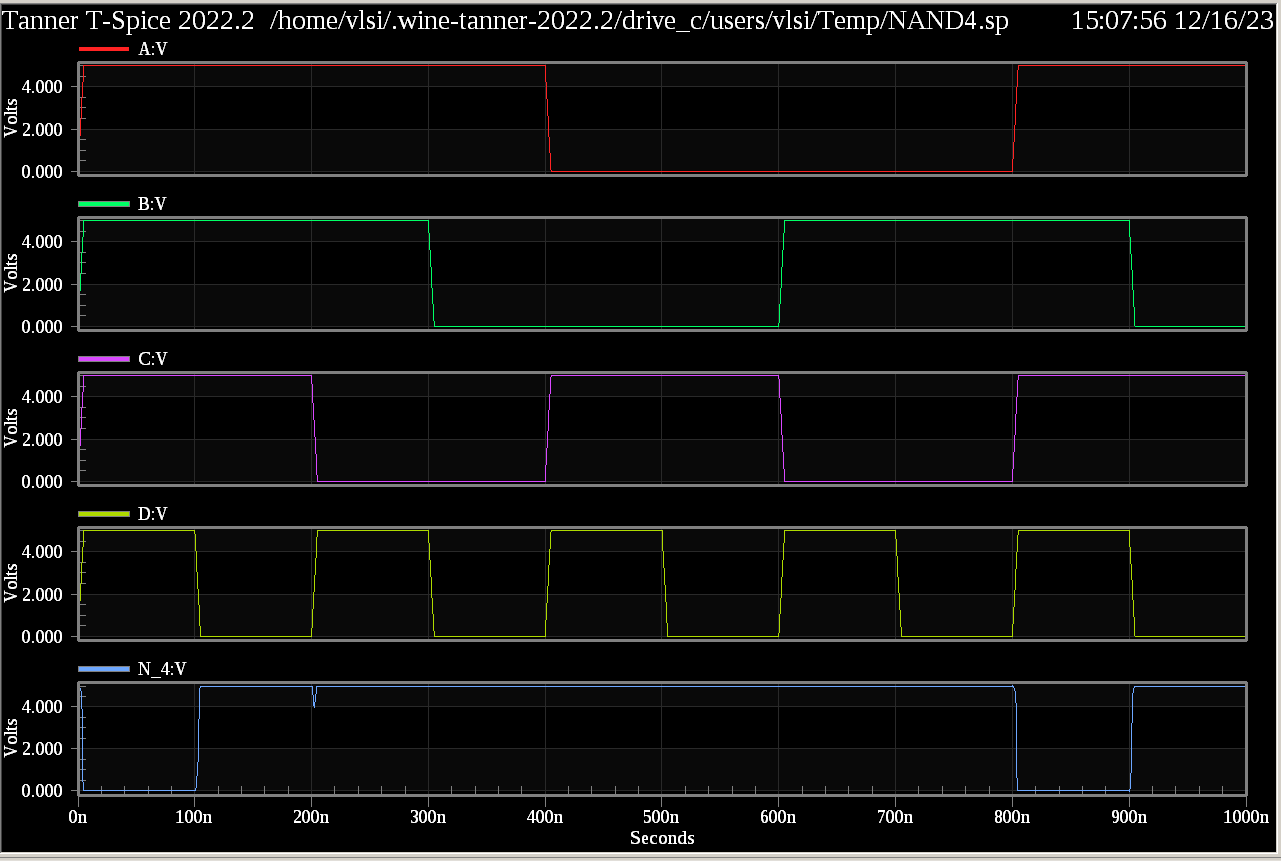 Tanner T-Spice 2022.2 /home/vlsi/.wine-tanner-2022.2/drive_c/users/vlsi/Temp/NAND4.sp 15:07:56 12/16/23
A:V
4.000
Volts
2.000
0.000
B:V
4.000
Volts
2.000
0.000
C:V
4.000
Volts
2.000
0.000
D:V
4.000
Volts
2.000
0.000
N_4:V
4.000
Volts
2.000
0.000
0n 100n 200n 300n 400n 500n 600n 700n 800n 900n 1000n
Seconds